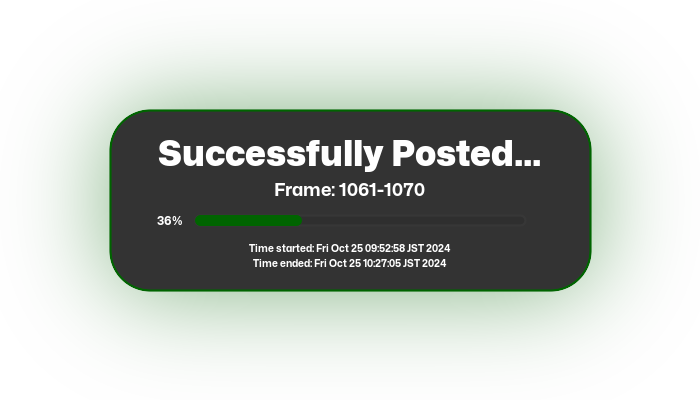 Successfully Posted...
Frame: 1061-1070
36%
Time started: Fri Oct 25 09:52:58 JST 2024
Time ended: Fri Oct 25 10:27:05 JST 2024